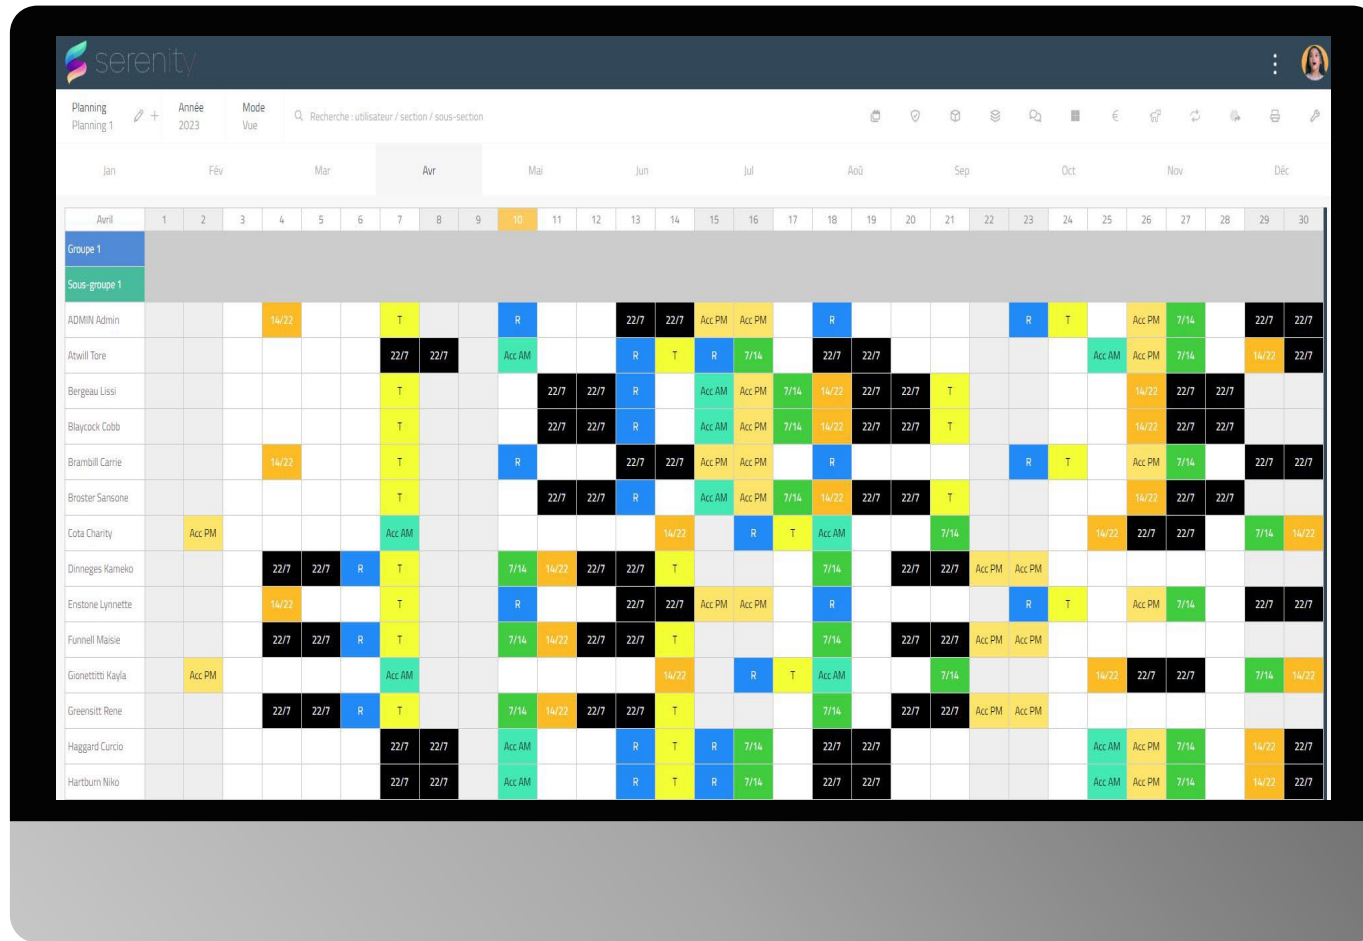 serenity
Planning Année Mode
Planning 1 2023 Vue Recherche : utilisateur / section / sous-section
Jan Fév Mar Avr Mai Jun Jul Aoû Sep Oct Nov Déc
Avril 1 2 3 4 5 6 7 8 9 10 11 12 13 14 15 16 17 18 19 20 21 22 23 24 25 26 27 28 29 30
Groupe 1
Sous-groupe 1
ADMIN Admin 14/22 T R 22/7 22/7 Acc PM Acc PM R R T Acc PM 7/14 22/7 22/7
Atwill Tore 22/7 22/7 Acc AM R T R 7/14 22/7 22/7 Acc AM Acc PM 7/14 14/22 22/7
Bergeau Lissi T 22/7 22/7 R Acc AM Acc PM 7/14 14/22 22/7 22/7 T 14/22 22/7 22/7
Blaycock Cobb T 22/7 22/7 R Acc AM Acc PM 7/14 14/22 22/7 22/7 T 14/22 22/7 22/7
Brambill Carrie 14/22 T R 22/7 22/7 Acc PM Acc PM R R T Acc PM 7/14 22/7 22/7
Broster Sansone T 22/7 22/7 R Acc AM Acc PM 7/14 14/22 22/7 22/7 T 14/22 22/7 22/7
Cota Charity Acc PM Acc AM 14/22 R T Acc AM 7/14 14/22 22/7 22/7 7/14 14/22
Dinneges Kameko 22/7 22/7 R T 7/14 14/22 22/7 22/7 T 7/14 22/7 22/7 Acc PM Acc PM
Enstone Lynnette 14/22 T R 22/7 22/7 Acc PM Acc PM R R T Acc PM 7/14 22/7 22/7
Funnell Maisie 22/7 22/7 R T 7/14 14/22 22/7 22/7 T 7/14 22/7 22/7 Acc PM Acc PM
Gionettitti Kayla Acc PM Acc AM 14/22 R T Acc AM 7/14 14/22 22/7 22/7 7/14 14/22
Greensitt Rene 22/7 22/7 R T 7/14 14/22 22/7 22/7 T 7/14 22/7 22/7 Acc PM Acc PM
Haggard Curcio 22/7 22/7 Acc AM R T R 7/14 22/7 22/7 Acc AM Acc PM 7/14 14/22 22/7
Hartburn Niko 22/7 22/7 Acc AM R T R 7/14 22/7 22/7 Acc AM Acc PM 7/14 14/22 22/7